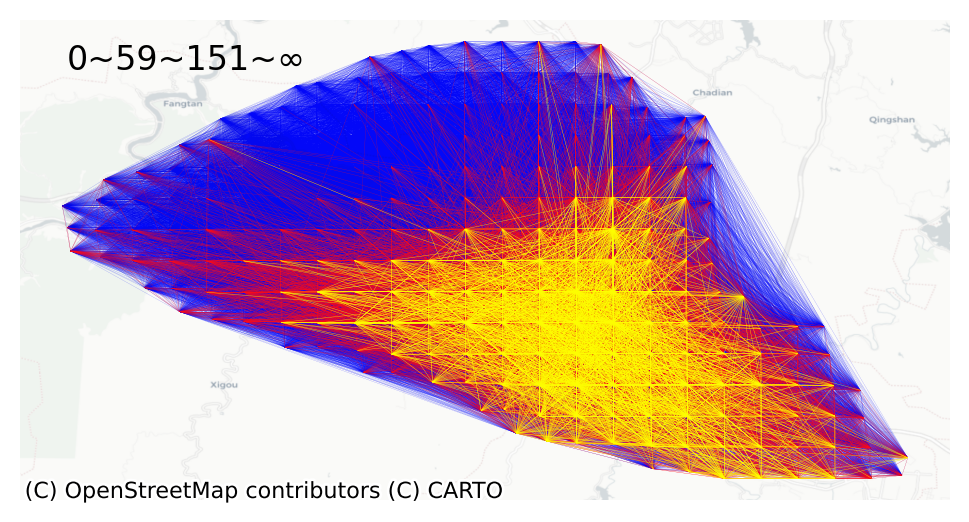 0~59~151~∞
Fangtan
Chadian
Qingshan
Xigou
(C) OpenStreetMap contributors (C) CARTO